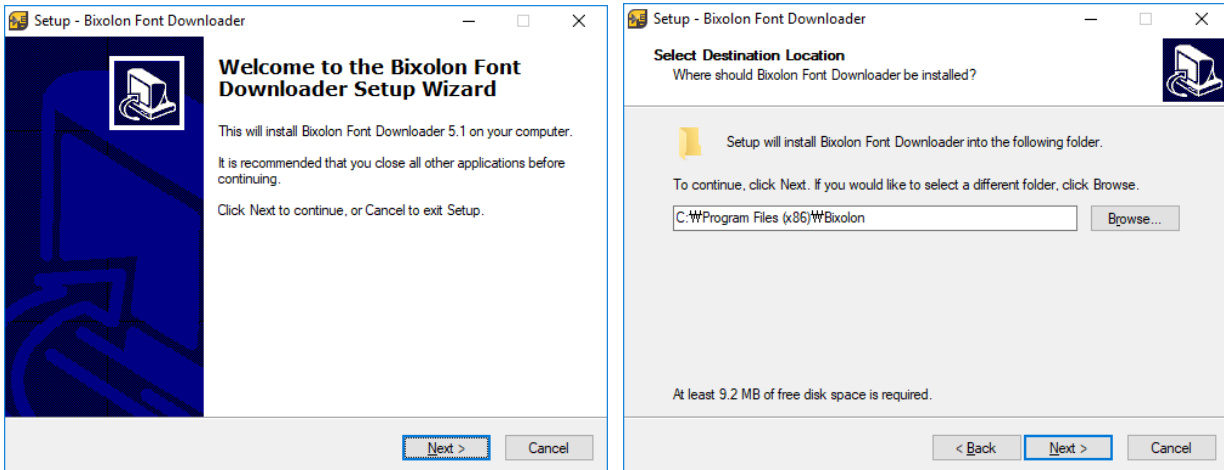 Setup - Bixolon Font Downloader
Welcome to the Bixolon Font
Downloader Setup Wizard
This will install Bixolon Font Downloader 5.1 on your computer.
It is recommended that you close all other applications before
continuing.
Click Next to continue, or Cancel to exit Setup.
Next >
Cancel
Setup - Bixolon Font Downloader
Select Destination Location
Where should Bixolon Font Downloader be installed?
Setup will install Bixolon Font Downloader into the following folder.
To continue, click Next. If you would like to select a different folder, click Browse.
C:₩Program Files (x86)₩Bixolon
Browse...
At least 9.2 MB of free disk space is required.
< Back
Next >
Cancel